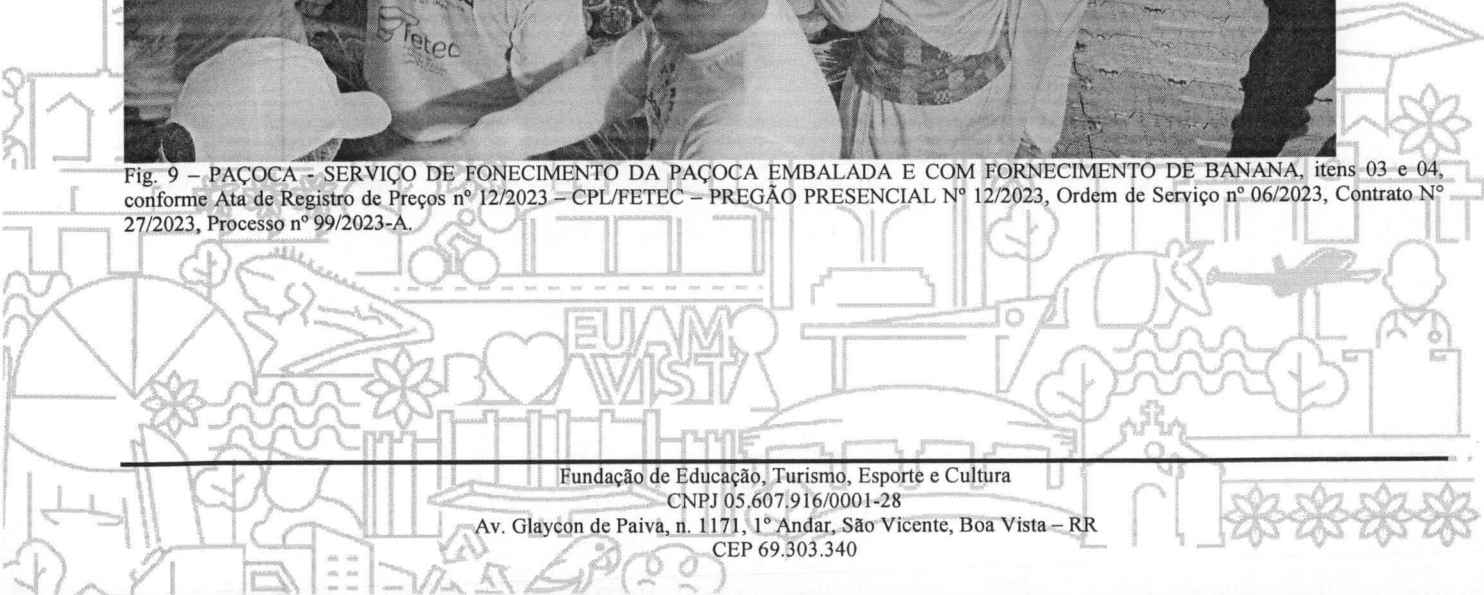 fetec
Fig. 9 – PAÇOCA - SERVIÇO DE FONECIMENTO DA PAÇOCA EMBALADA E COM FORNECIMENTO DE BANANA, itens 03 e 04,
conforme Ata de Registro de Preços nº 12/2023 – CPL/FETEC – PREGÃO PRESENCIAL Nº 12/2023, Ordem de Serviço nº 06/2023, Contrato N°
27/2023, Processo nº 99/2023-A.
EU AMO
BOA VISTA
Fundação de Educação, Turismo, Esporte e Cultura
CNPJ 05.607.916/0001-28
Av. Glaycon de Paiva, n. 1171, 1º Andar, São Vicente, Boa Vista – RR
CEP 69.303.340